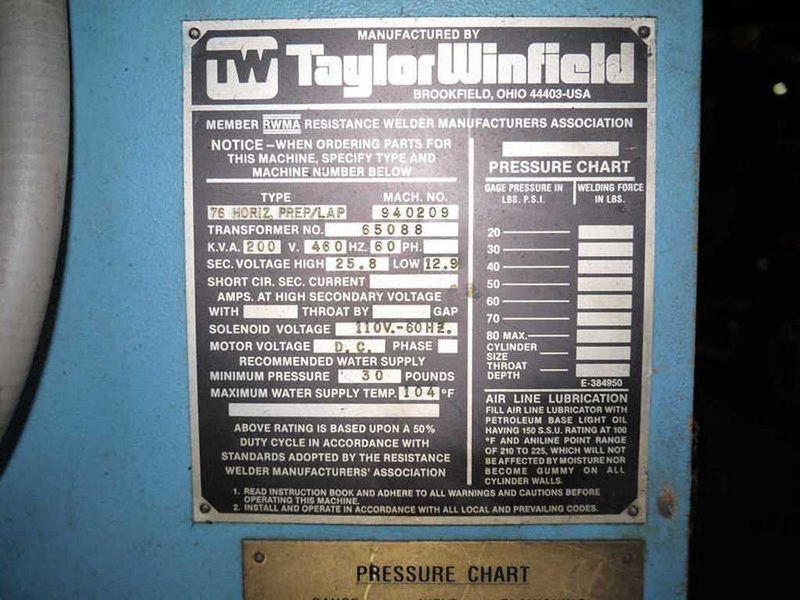 MANUFACTURED BY
TW TaylorWinfield
BROOKFIELD, OHIO 44403-USA
MEMBER RWMA RESISTANCE WELDER MANUFACTURERS ASSOCIATION
NOTICE – WHEN ORDERING PARTS FOR
THIS MACHINE, SPECIFY TYPE AND
MACHINE NUMBER BELOW
TYPE MACH. NO.
76 HORIZ. PREP/LAP 940209
TRANSFORMER NO. 65088
K.V.A. 200 V. 460 HZ. 60 PH.
SEC. VOLTAGE HIGH 25.8 LOW 12.9
SHORT CIR. SEC. CURRENT
AMPS. AT HIGH SECONDARY VOLTAGE
WITH THROAT BY GAP
SOLENOID VOLTAGE 110V.-60HZ.
MOTOR VOLTAGE D.C. PHASE
RECOMMENDED WATER SUPPLY
MINIMUM PRESSURE 30 POUNDS
MAXIMUM WATER SUPPLY TEMP. 104 °F
ABOVE RATING IS BASED UPON A 50%
DUTY CYCLE IN ACCORDANCE WITH
STANDARDS ADOPTED BY THE RESISTANCE
WELDER MANUFACTURERS' ASSOCIATION
PRESSURE CHART
GAGE PRESSURE IN WELDING FORCE
LBS. P.S.I. IN LBS.
20
30
40
50
60
70
80 MAX.
CYLINDER
SIZE
THROAT
DEPTH
E-384950
AIR LINE LUBRICATION
FILL AIR LINE LUBRICATOR WITH
PETROLEUM BASE LIGHT OIL
HAVING 150 S.S.U. RATING AT 100
°F AND ANILINE POINT RANGE
OF 210 TO 225, WHICH WILL NOT
BE AFFECTED BY MOISTURE NOR
BECOME GUMMY ON ALL
CYLINDER WALLS.
1. READ INSTRUCTION BOOK AND ADHERE TO ALL WARNINGS AND CAUTIONS BEFORE
OPERATING THIS MACHINE.
2. INSTALL AND OPERATE IN ACCORDANCE WITH ALL LOCAL AND PREVAILING CODES.
PRESSURE CHART